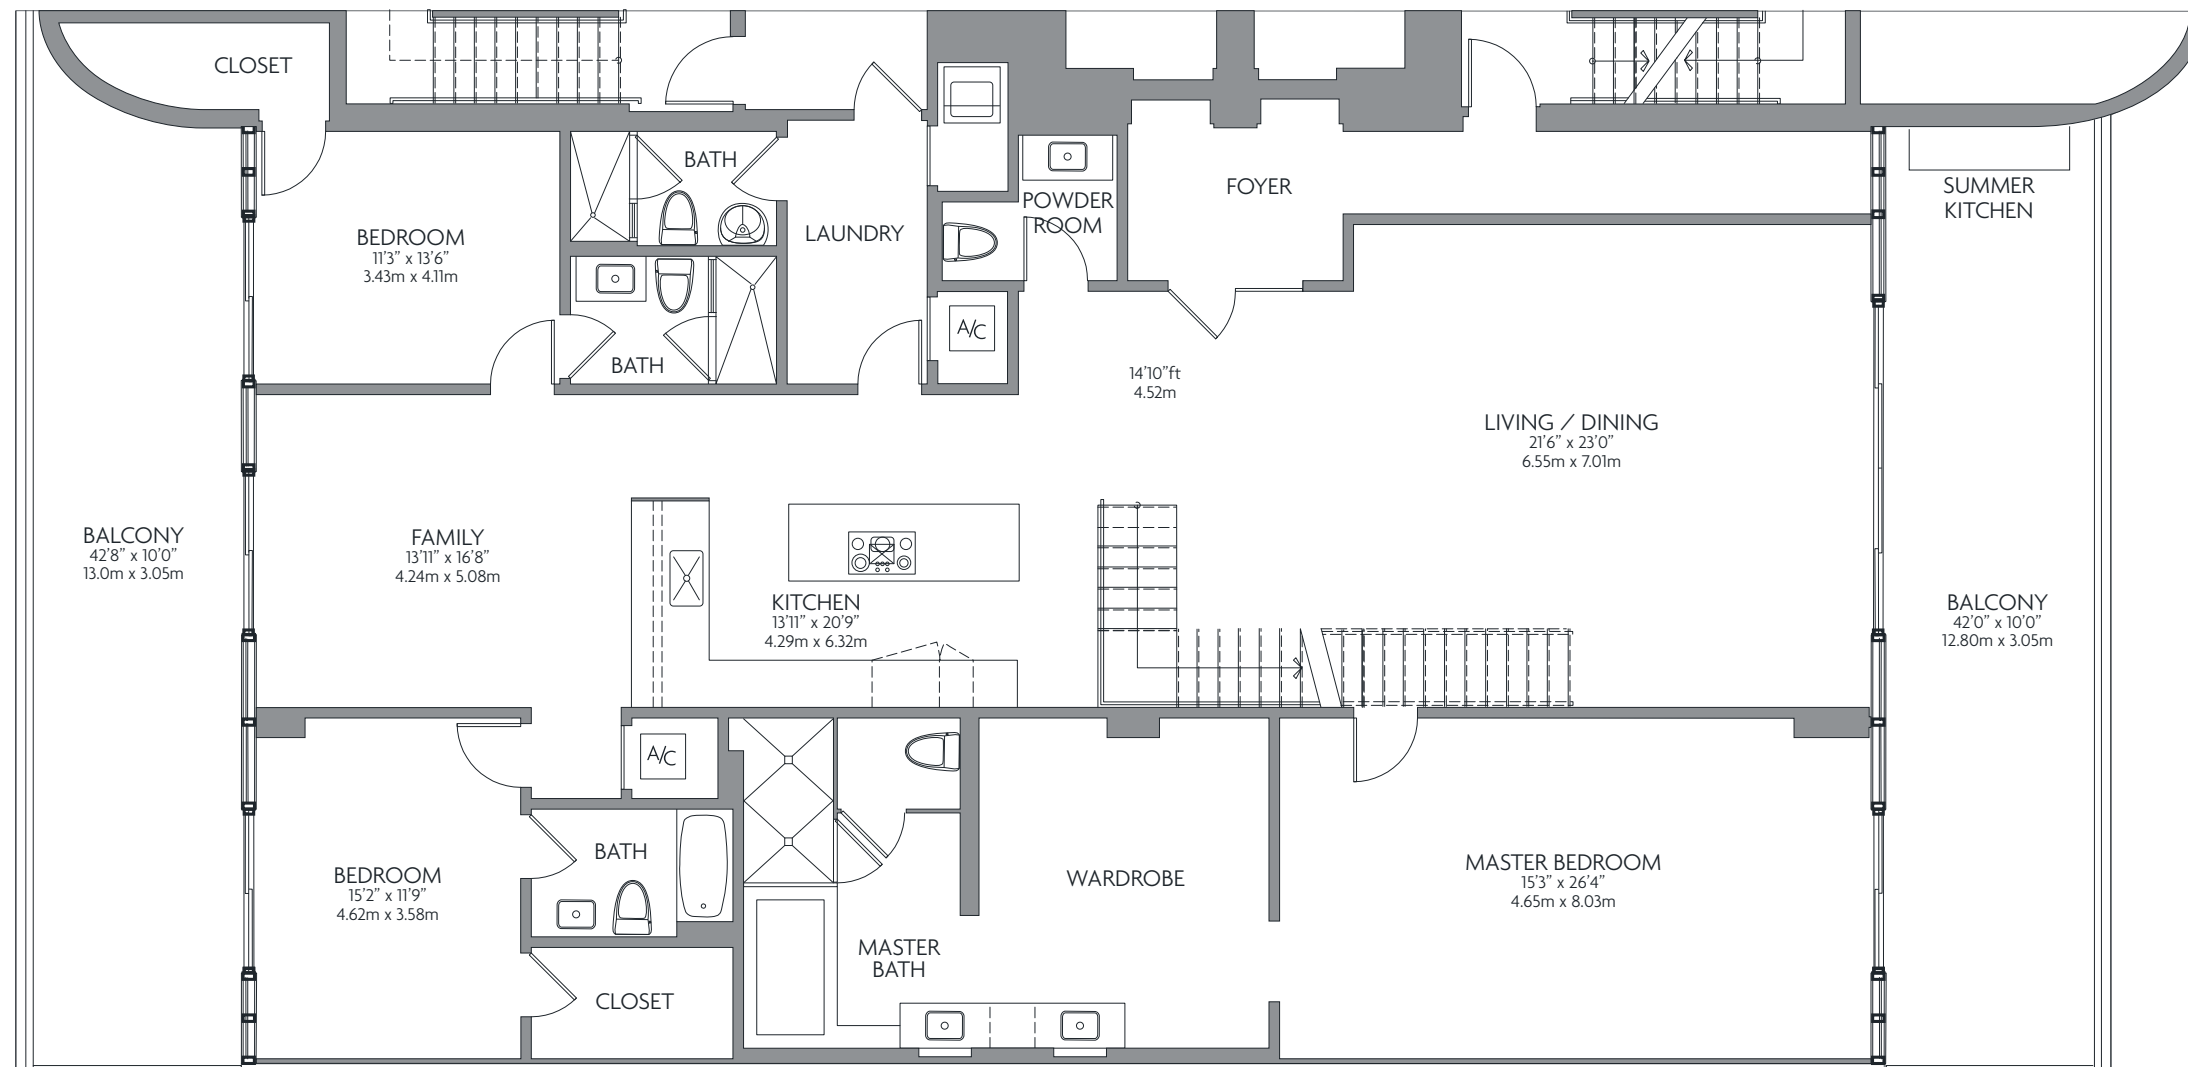 CLOSET
BATH
BEDROOM
11'3" x 13'6"
3.43m x 4.11m
LAUNDRY
BATH
POWDER
ROOM
FOYER
SUMMER
KITCHEN
A/C
14'10"ft
4.52m
LIVING / DINING
21'6" x 23'0"
6.55m x 7.01m
BALCONY
42'8" x 10'0"
13.0m x 3.05m
FAMILY
13'11" x 16'8"
4.24m x 5.08m
KITCHEN
13'11" x 20'9"
4.29m x 6.32m
BALCONY
42'0" x 10'0"
12.80m x 3.05m
A/C
BEDROOM
15'2" x 11'9"
4.62m x 3.58m
BATH
CLOSET
MASTER
BATH
WARDROBE
MASTER BEDROOM
15'3" x 26'4"
4.65m x 8.03m